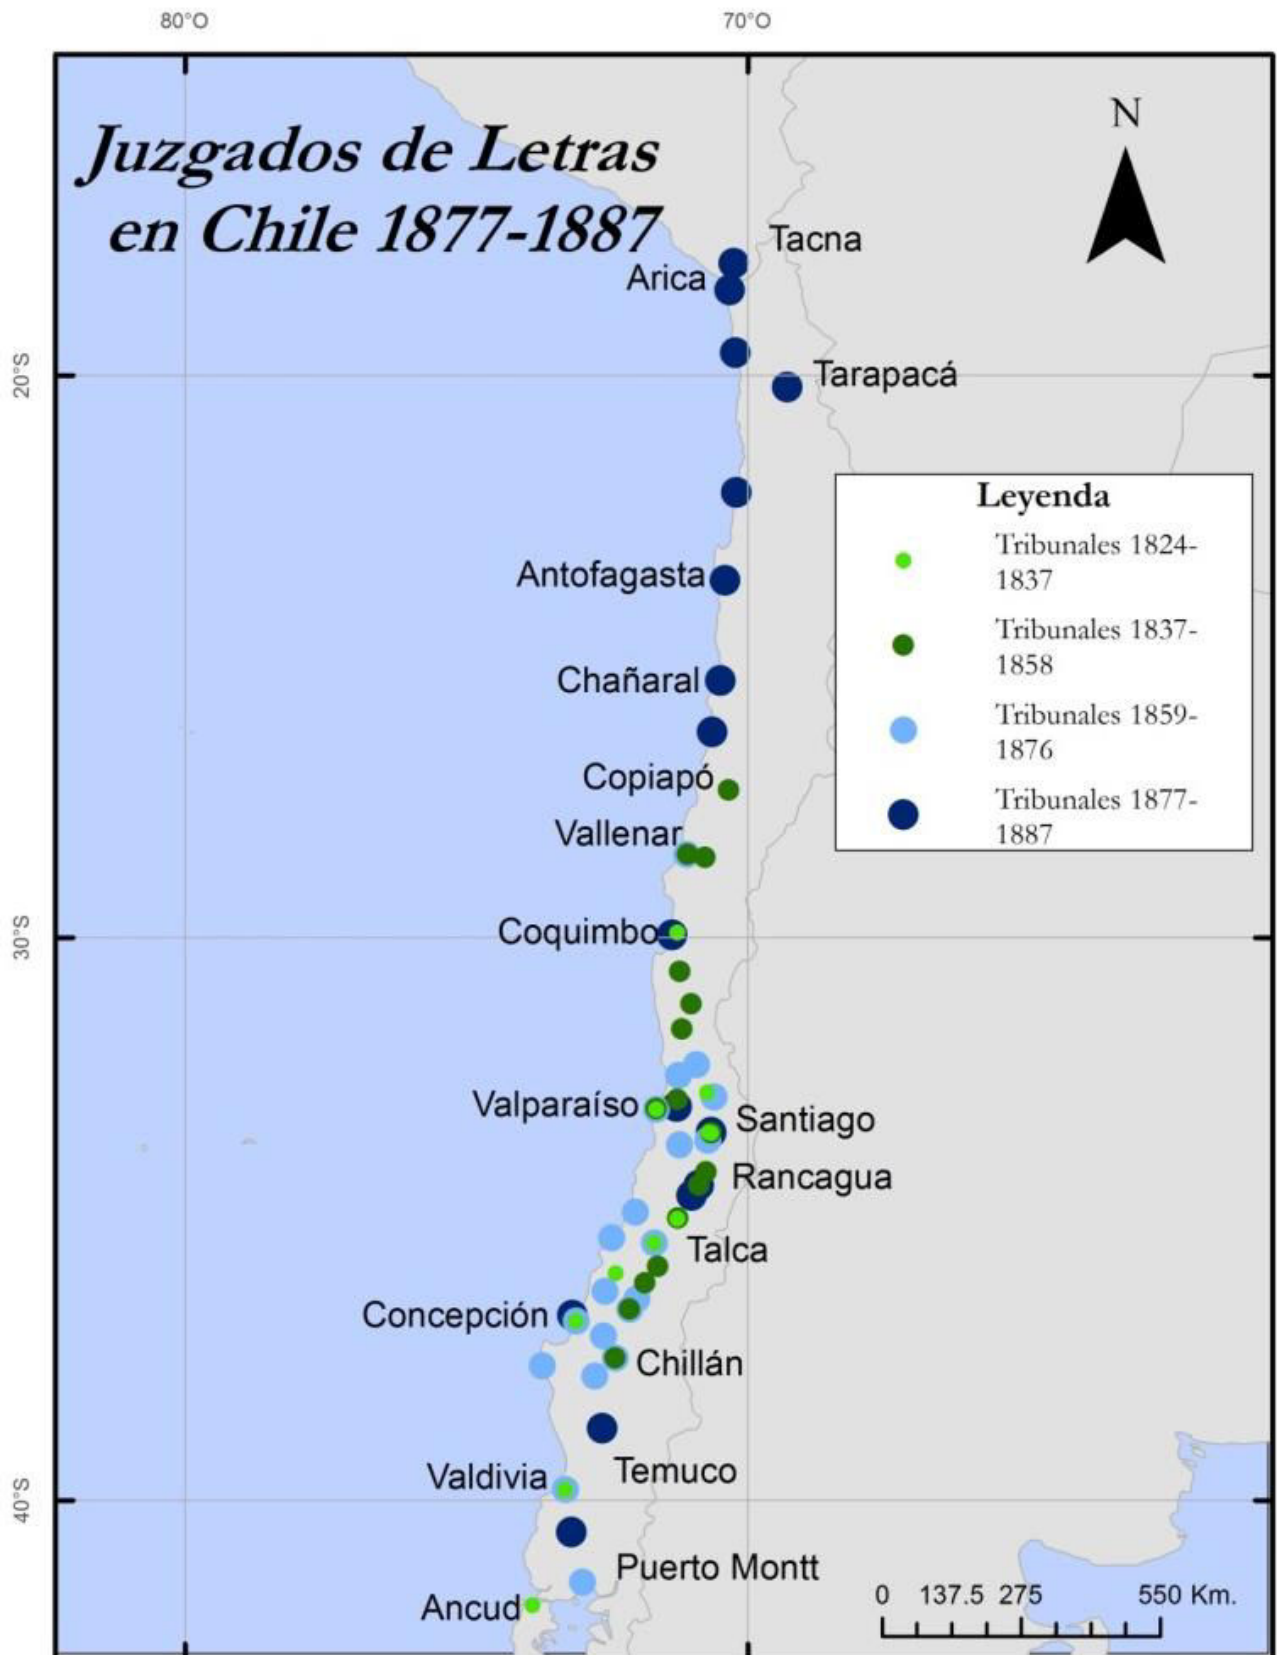 80°O
70°O
Juzgados de Letras
en Chile 1877-1887
N
Tacna
Arica
20°S
Tarapacá
Leyenda
Tribunales 1824-
1837
Tribunales 1837-
1858
Tribunales 1859-
1876
Tribunales 1877-
1887
Antofagasta
Chañaral
Copiapó
Vallenar
30°S
Coquimbo
Valparaíso
Santiago
Rancagua
Talca
Concepción
Chillán
Temuco
Valdivia
40°S
Puerto Montt
Ancud
0 137.5 275 550 Km.